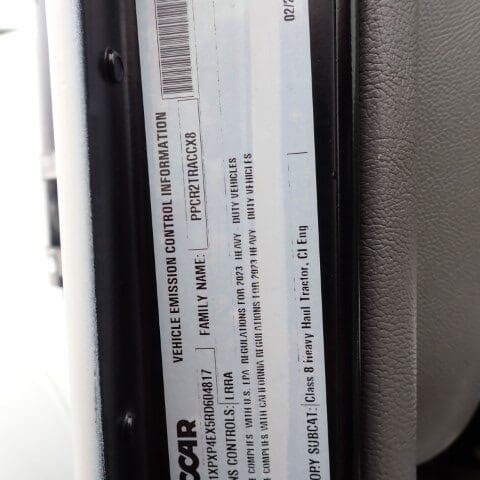 VEHICLE EMISSION CONTROL INFORMATION
CCAR
1XPXP4EX5RD604817
FAMILY NAME: PPCR2TRACCX8
NS CONTROLS: LRRA
COMPLIES WITH U.S. EPA REGULATIONS FOR 2023 HEAVY - DUTY VEHICLES
COMPLIES WITH CALIFORNIA REGULATIONS FOR 2023 HEAVY - DUTY VEHICLES
ORY SUBCAT: Class 8 Heavy Haul Tractor, CI Eng
02/2